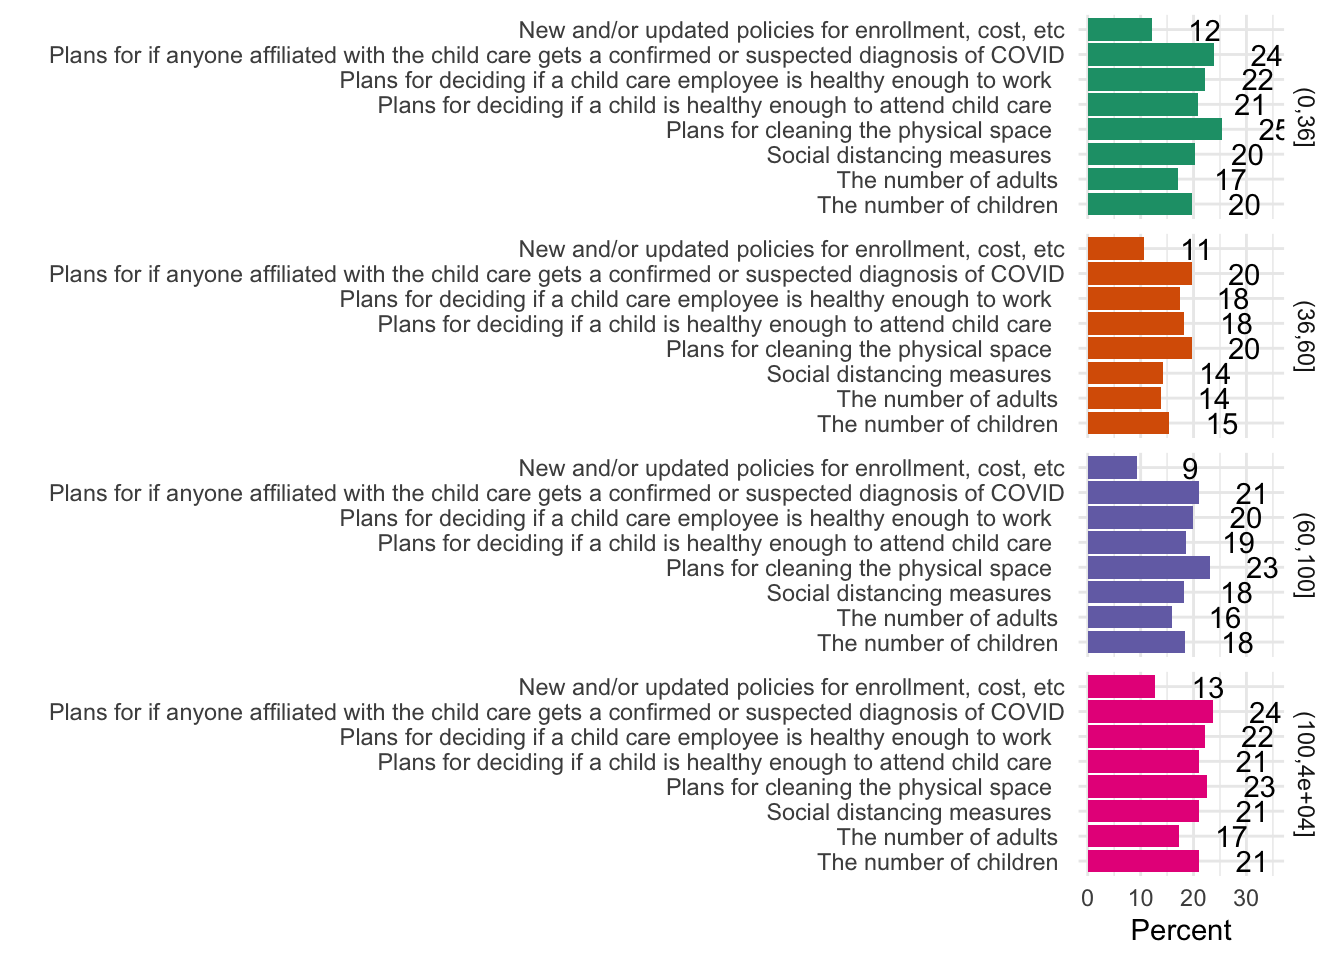 New and/or updated policies for enrollment, cost, etc 12
Plans for if anyone affiliated with the child care gets a confirmed or suspected diagnosis of COVID 24
Plans for deciding if a child care employee is healthy enough to work 22
Plans for deciding if a child is healthy enough to attend child care 21
Plans for cleaning the physical space 25
Social distancing measures 20
The number of adults 17
The number of children 20
(0,36]
New and/or updated policies for enrollment, cost, etc 11
Plans for if anyone affiliated with the child care gets a confirmed or suspected diagnosis of COVID 20
Plans for deciding if a child care employee is healthy enough to work 18
Plans for deciding if a child is healthy enough to attend child care 18
Plans for cleaning the physical space 20
Social distancing measures 14
The number of adults 14
The number of children 15
(36,60]
New and/or updated policies for enrollment, cost, etc 9
Plans for if anyone affiliated with the child care gets a confirmed or suspected diagnosis of COVID 21
Plans for deciding if a child care employee is healthy enough to work 20
Plans for deciding if a child is healthy enough to attend child care 19
Plans for cleaning the physical space 23
Social distancing measures 18
The number of adults 16
The number of children 18
(60,100]
New and/or updated policies for enrollment, cost, etc 13
Plans for if anyone affiliated with the child care gets a confirmed or suspected diagnosis of COVID 24
Plans for deciding if a child care employee is healthy enough to work 22
Plans for deciding if a child is healthy enough to attend child care 21
Plans for cleaning the physical space 23
Social distancing measures 21
The number of adults 17
The number of children 21
(100,4e+04]
0 10 20 30
Percent